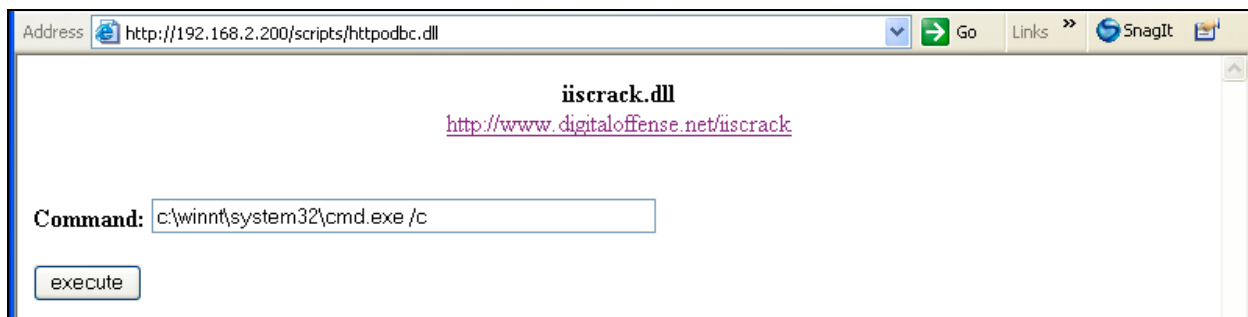 Address http://192.168.2.200/scripts/httpodbc.dll Go Links » SnagIt
iiscrack.dll
http://www.digitaloffense.net/iiscrack
Command: c:\winnt\system32\cmd.exe /c
execute